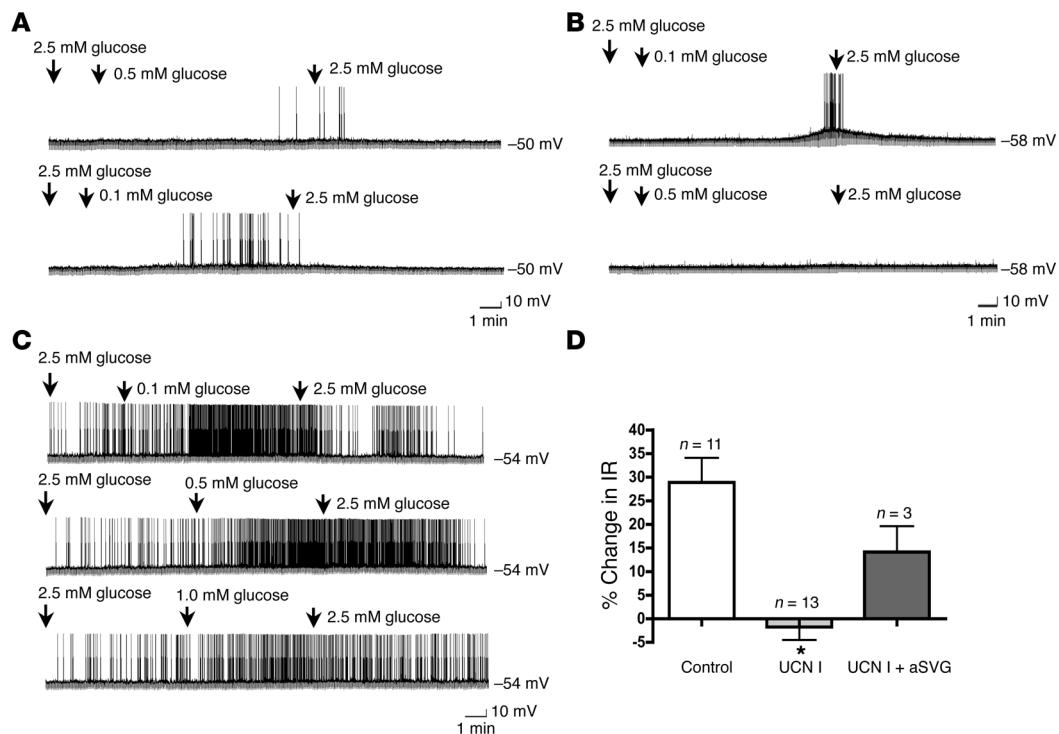 A
2.5 mM glucose
0.5 mM glucose
2.5 mM glucose
–50 mV
2.5 mM glucose
0.1 mM glucose
2.5 mM glucose
–50 mV
10 mV
1 min
B
2.5 mM glucose
0.1 mM glucose
2.5 mM glucose
–58 mV
2.5 mM glucose
0.5 mM glucose
2.5 mM glucose
–58 mV
10 mV
1 min
C
2.5 mM glucose
0.1 mM glucose
2.5 mM glucose
–54 mV
2.5 mM glucose
0.5 mM glucose
2.5 mM glucose
–54 mV
2.5 mM glucose
1.0 mM glucose
2.5 mM glucose
–54 mV
10 mV
1 min
D
% Change in IR
40
35
30
25
20
15
10
5
0
-5
n = 11
n = 13
n = 3
*
Control
UCN I
UCN I + aSVG